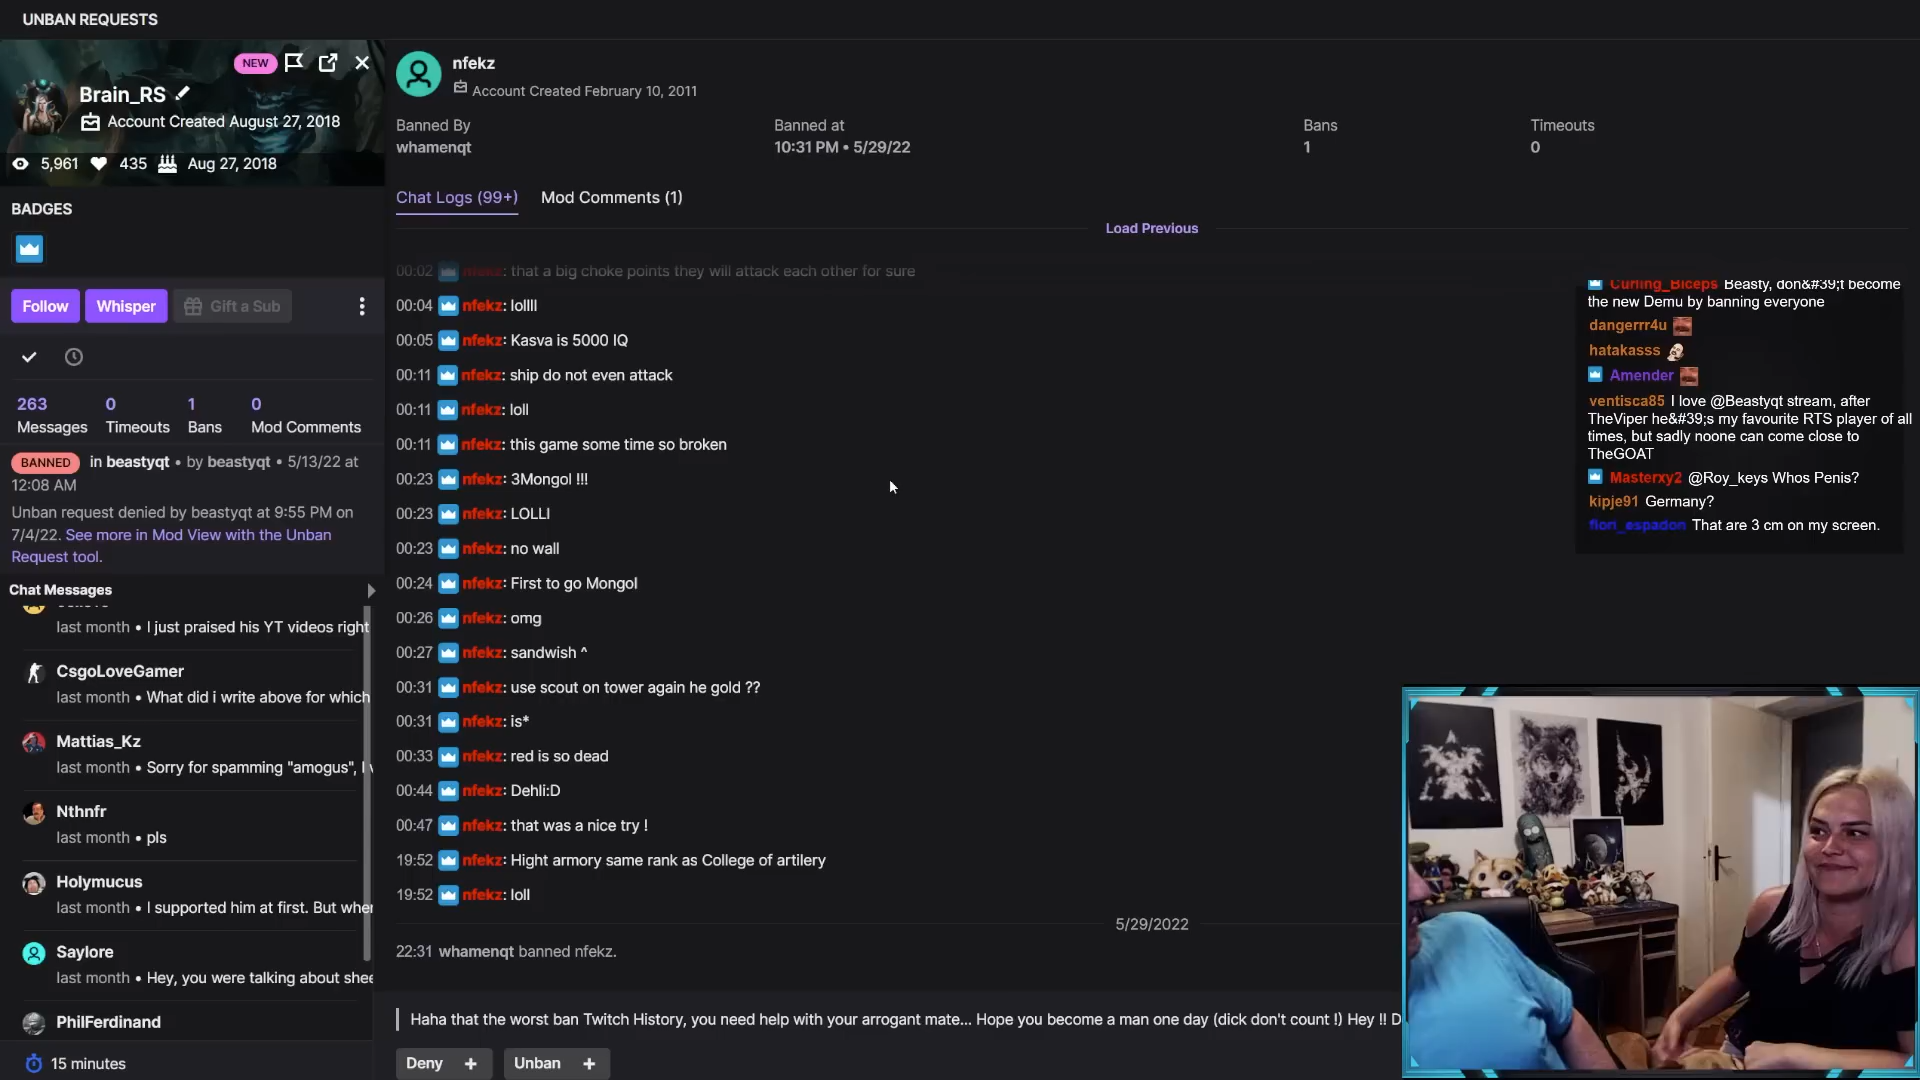 UNBAN REQUESTS
NEW
Brain_RS
Account Created August 27, 2018
5,961 435 Aug 27, 2018
BADGES
Follow Whisper Gift a Sub
263 0 1 0
Messages Timeouts Bans Mod Comments
BANNED in beastyqt • by beastyqt • 5/13/22 at
12:08 AM
Unban request denied by beastyqt at 9:55 PM on
7/4/22. See more in Mod View with the Unban
Request tool.
Chat Messages
last month • I just praised his YT videos right
CsgoLoveGamer
last month • What did i write above for which
Mattias_Kz
last month • Sorry for spamming "amogus", I
Nthnfr
last month • pls
Holymucus
last month • I supported him at first. But
Saylore
last month • Hey, you were talking about
PhilFerdinand
15 minutes
nfekz
Account Created February 10, 2011
Banned By Banned at Bans Timeouts
whamenqt 10:31 PM • 5/29/22 1 0
Chat Logs (99+) Mod Comments (1)
Load Previous
00:02 nfekz: that a big choke points they will attack each other for sure
00:04 nfekz: lollll
00:05 nfekz: Kasva is 5000 IQ
00:11 nfekz: ship do not even attack
00:11 nfekz: loll
00:11 nfekz: this game some time so broken
00:23 nfekz: 3Mongol !!!
00:23 nfekz: LOLLI
00:23 nfekz: no wall
00:24 nfekz: First to go Mongol
00:26 nfekz: omg
00:27 nfekz: sandwish ^
00:31 nfekz: use scout on tower again he gold ??
00:31 nfekz: is*
00:33 nfekz: red is so dead
00:44 nfekz: Dehli:D
00:47 nfekz: that was a nice try !
19:52 nfekz: Hight armory same rank as College of artilery
19:52 nfekz: loll
5/29/2022
22:31 whamenqt banned nfekz.
Haha that the worst ban Twitch History, you need help with your arrogant mate... Hope you become a man one day (dick don't count !) Hey !! D
Deny + Unban +
Curling_Biceps Beasty, don&#39;t become
the new Demu by banning everyone
dangerrr4u
hatakasss
Amender
ventisca85 I love @Beastyqt stream, after
TheViper he&#39;s my favourite RTS player of all
times, but sadly noone can come close to
TheGOAT
Masterxy2 @Roy_keys Whos Penis?
kipje91 Germany?
fiori_espadon That are 3 cm on my screen.